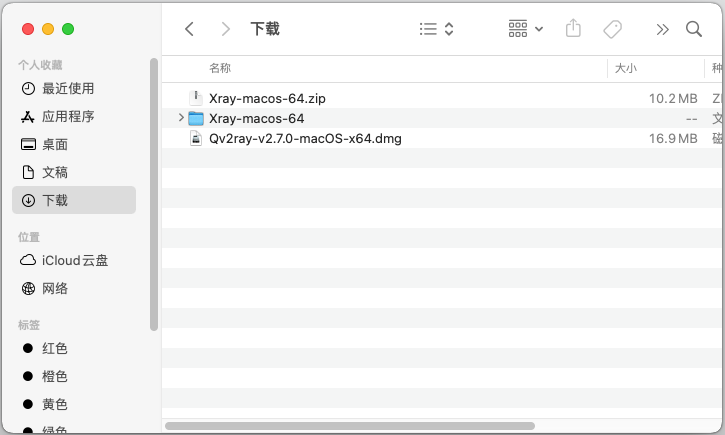 下载
个人收藏
最近使用
应用程序
桌面
文稿
下载
位置
iCloud云盘
网络
标签
红色
橙色
黄色
绿色
名称 大小 种
Xray-macos-64.zip 10.2 MB
Xray-macos-64 -- 文
Qv2ray-v2.7.0-macOS-x64.dmg 16.9 MB 磁